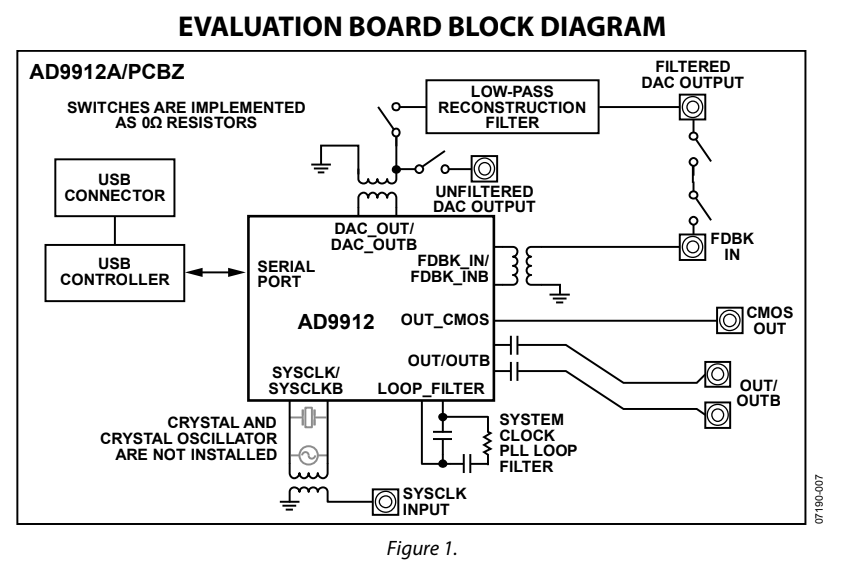 EVALUATION BOARD BLOCK DIAGRAM
AD9912A/PCBZ
SWITCHES ARE IMPLEMENTED
AS 0Ω RESISTORS
LOW-PASS
RECONSTRUCTION
FILTER
FILTERED
DAC OUTPUT
USB
CONNECTOR
UNFILTERED
DAC OUTPUT
USB
CONTROLLER
DAC_OUT/
DAC_OUTB
SERIAL
PORT
FDBK_IN/
FDBK_INB
FDBK
IN
AD9912
OUT_CMOS
CMOS
OUT
OUT/OUTB
OUT/
OUTB
SYSCLK/
SYSCLKB
LOOP_FILTER
CRYSTAL AND
CRYSTAL OSCILLATOR
ARE NOT INSTALLED
SYSTEM
CLOCK
PLL LOOP
FILTER
SYSCLK
INPUT
07190-007
Figure 1.